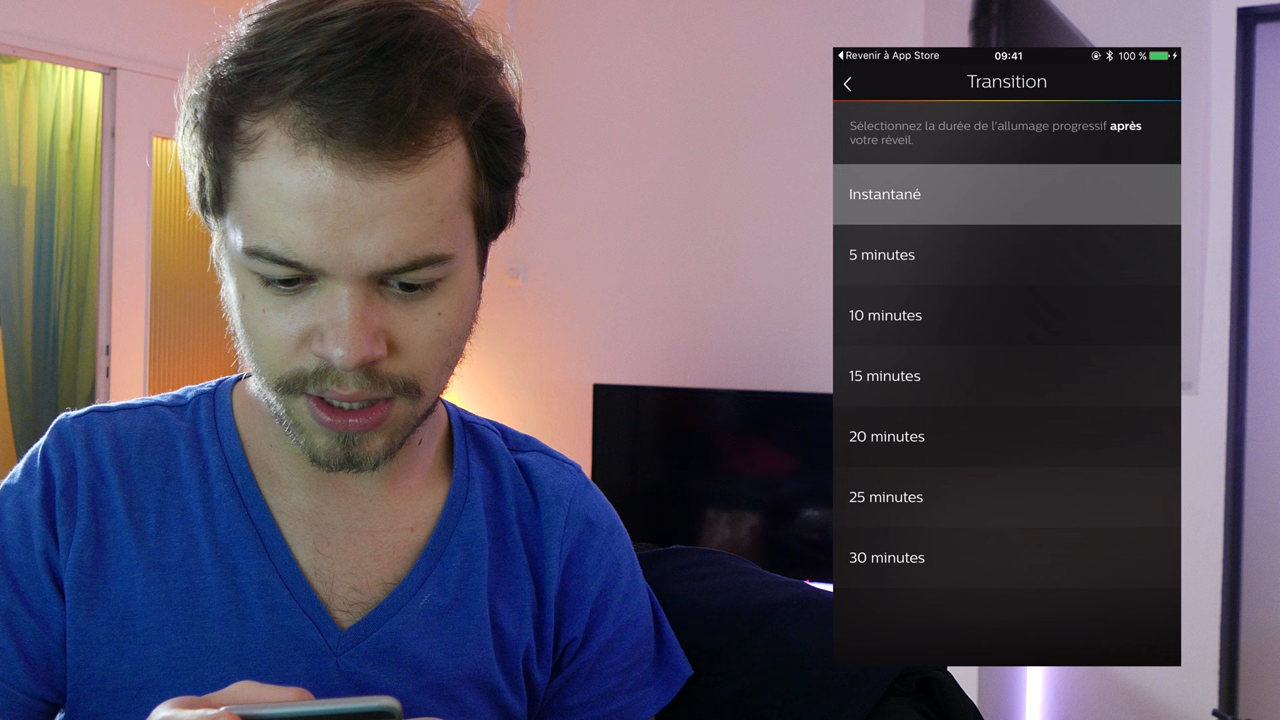 Revenir à App Store 09:41 100 %
Transition
Sélectionnez la durée de l'allumage progressif après
votre réveil.
Instantané
5 minutes
10 minutes
15 minutes
20 minutes
25 minutes
30 minutes